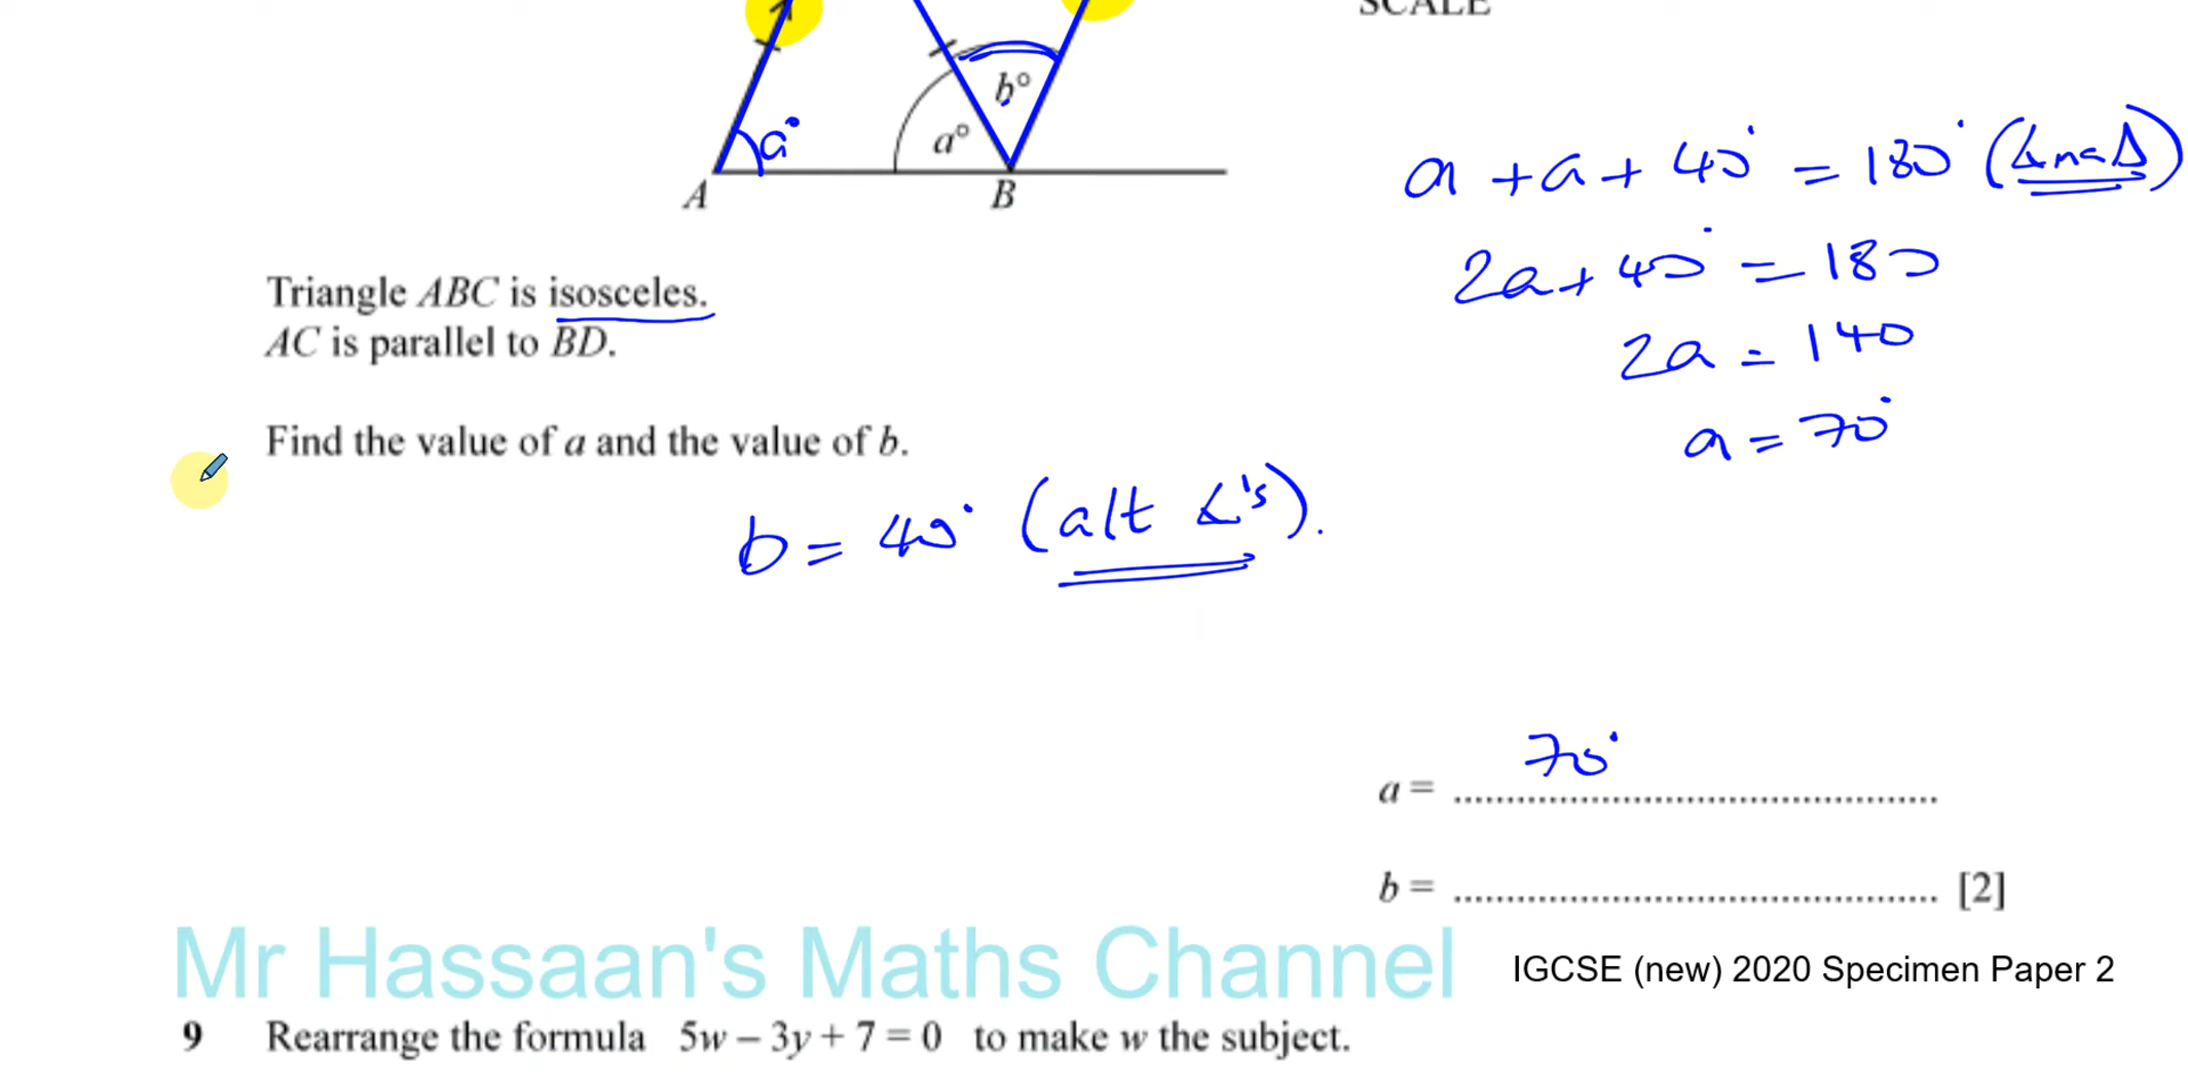 SCALE
b°
a°
a°
A
B
a + a + 40° = 180° (∠ in a Δ)
2a + 40° = 180
2a = 140
a = 70°
Triangle ABC is isosceles.
AC is parallel to BD.
Find the value of a and the value of b.
b = 40° (alt ∠'s).
70°
a = ................................................
b = ................................................ [2]
Mr Hassaan's Maths Channel
IGCSE (new) 2020 Specimen Paper 2
9 Rearrange the formula 5w – 3y + 7 = 0 to make w the subject.